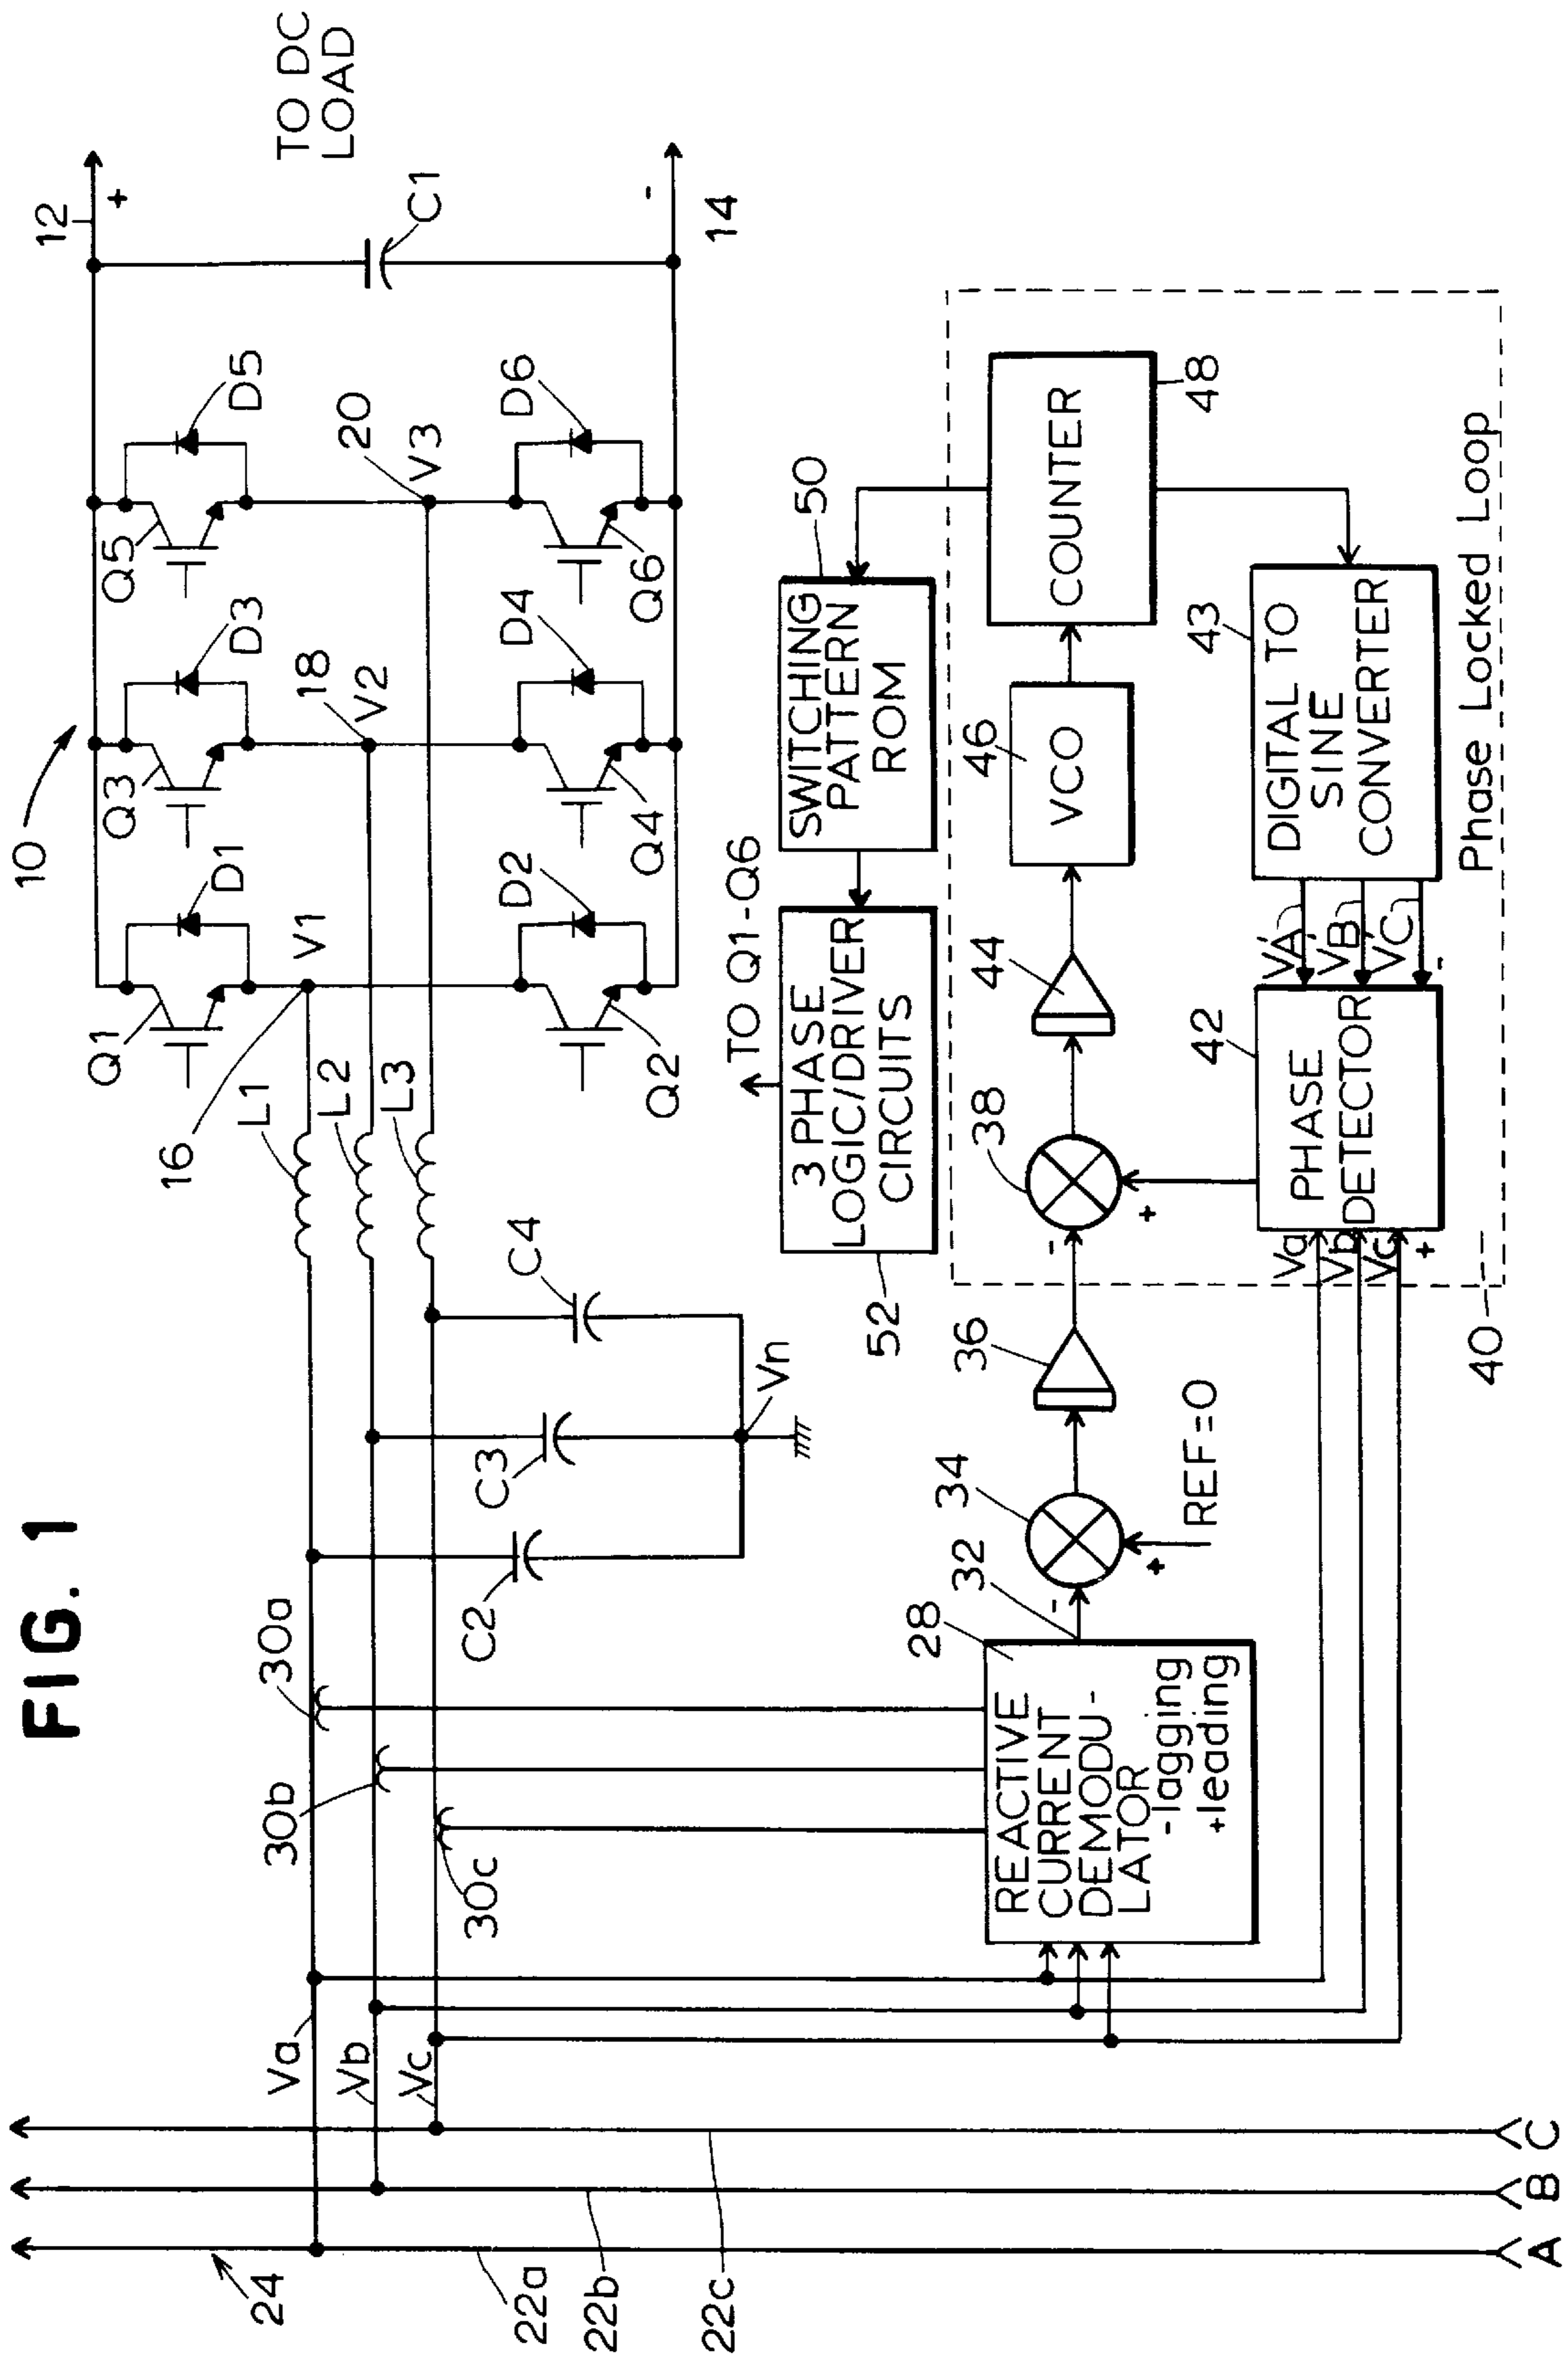 FIG. 1
10
12
+
TO DC
LOAD
C1
-
14
Q1
D1
Q3
D3
Q5
D5
V1
16
18
V2
20
V3
Q2
D2
Q4
D4
Q6
D6
L1
L2
L3
C2
C3
C4
Vn
30a
30b
30c
Va
Vb
Vc
24
22a
22b
22c
A
B
C
28
REACTIVE
CURRENT
DEMODU-
LATOR
-lagging
+leading
32
-
34
+
REF=0
36
-
38
+
44
46
VCO
COUNTER
48
50
SWITCHING
PATTERN
ROM
TO Q1-Q6
3 PHASE
LOGIC/DRIVER
CIRCUITS
52
43
DIGITAL TO
SINE
CONVERTER
VA'
VB'
VC'
-
42
PHASE
DETECTOR
Va
Vb
Vc
+
40
Phase Locked Loop